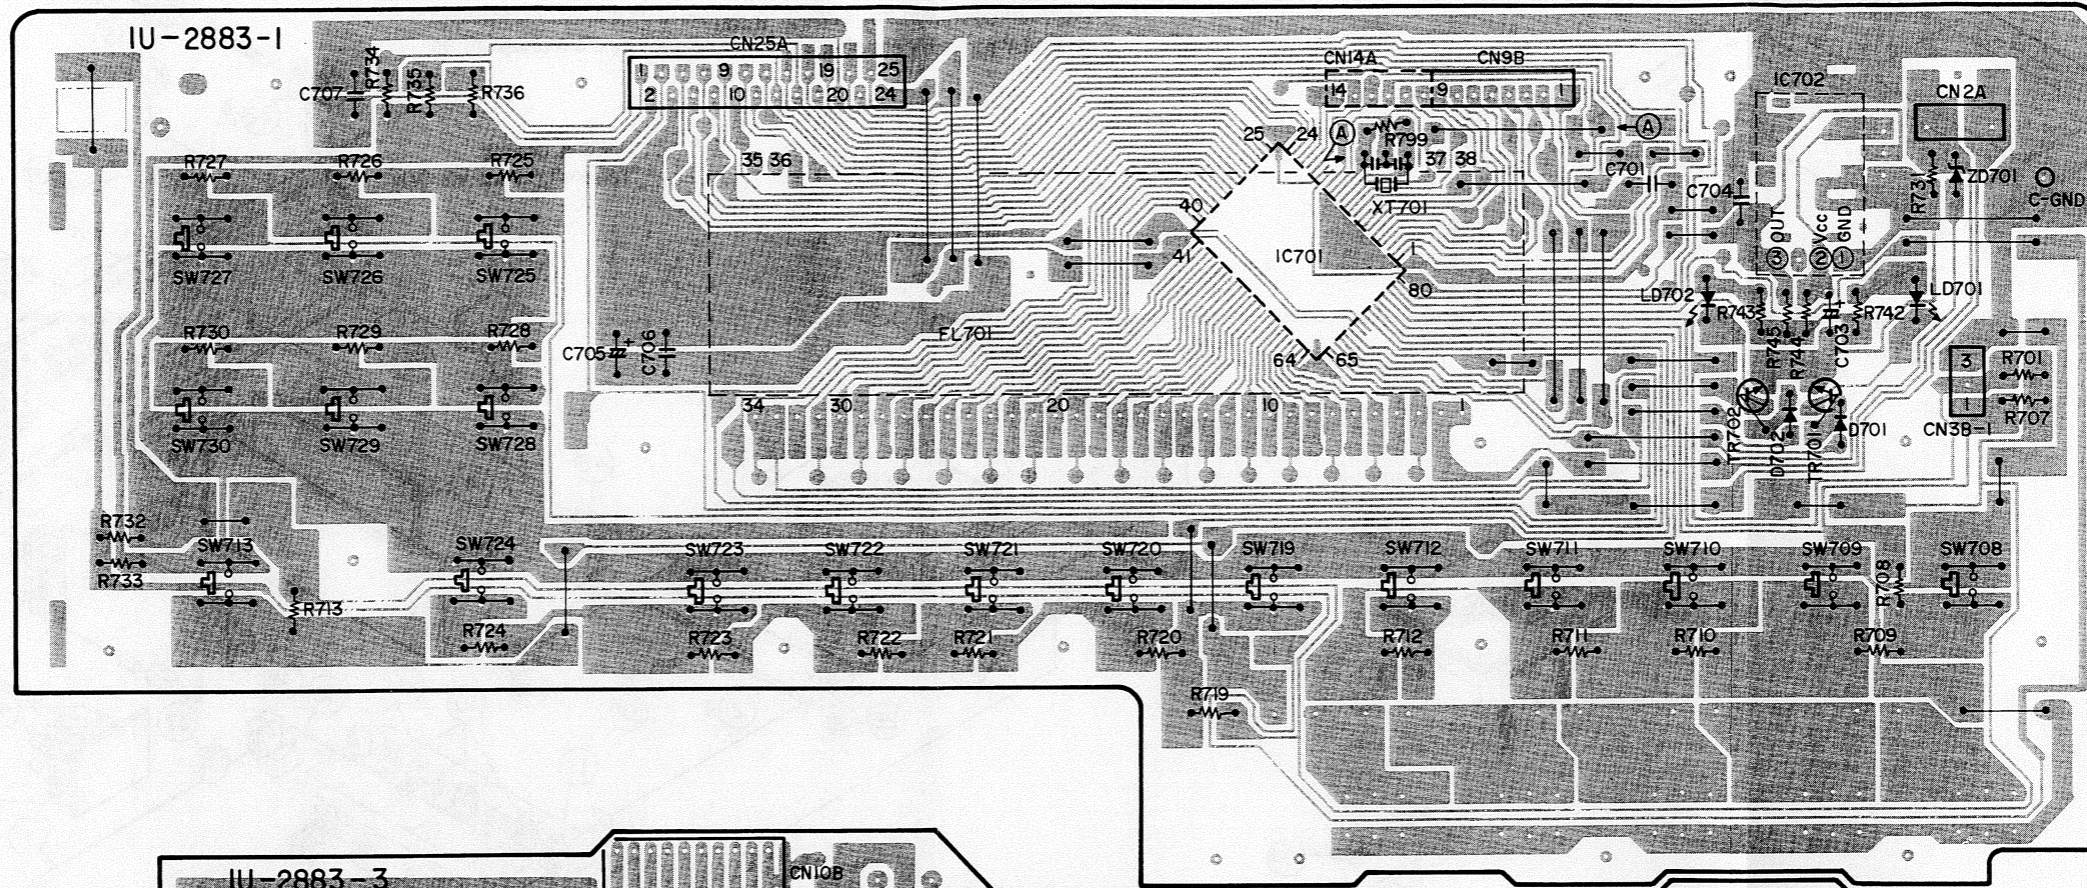 1U-2883-1
CN25A
1 9 19 25
2 10 20 24
C707
R734
R735
R736
CN14A
14
CN9B
9 1
IC702
CN2A
R727
R726
R725
35 36
25 24
A
R799
37 38
A
C701
C704
XT701
R731
ZD701
C-GND
3 OUT
2 Vcc
1 GND
SW727
SW726
SW725
40
41
IC701
1
80
LD702
R743
R745
R744
C703
+
R742
LD701
R730
R729
R728
C705
+
C706
FL701
64 65
3
1
R701
R707
CN3B-1
34 30 20 10 1
TR702
D702
TR701
D701
SW730
SW729
SW728
R732
R733
SW713
R713
SW724
R724
SW723
R723
SW722
R722
SW721
R721
SW720
R720
SW719
R719
SW712
R712
SW711
R711
SW710
R710
SW709
R709
R708
SW708
1U-2883-3
CN10B